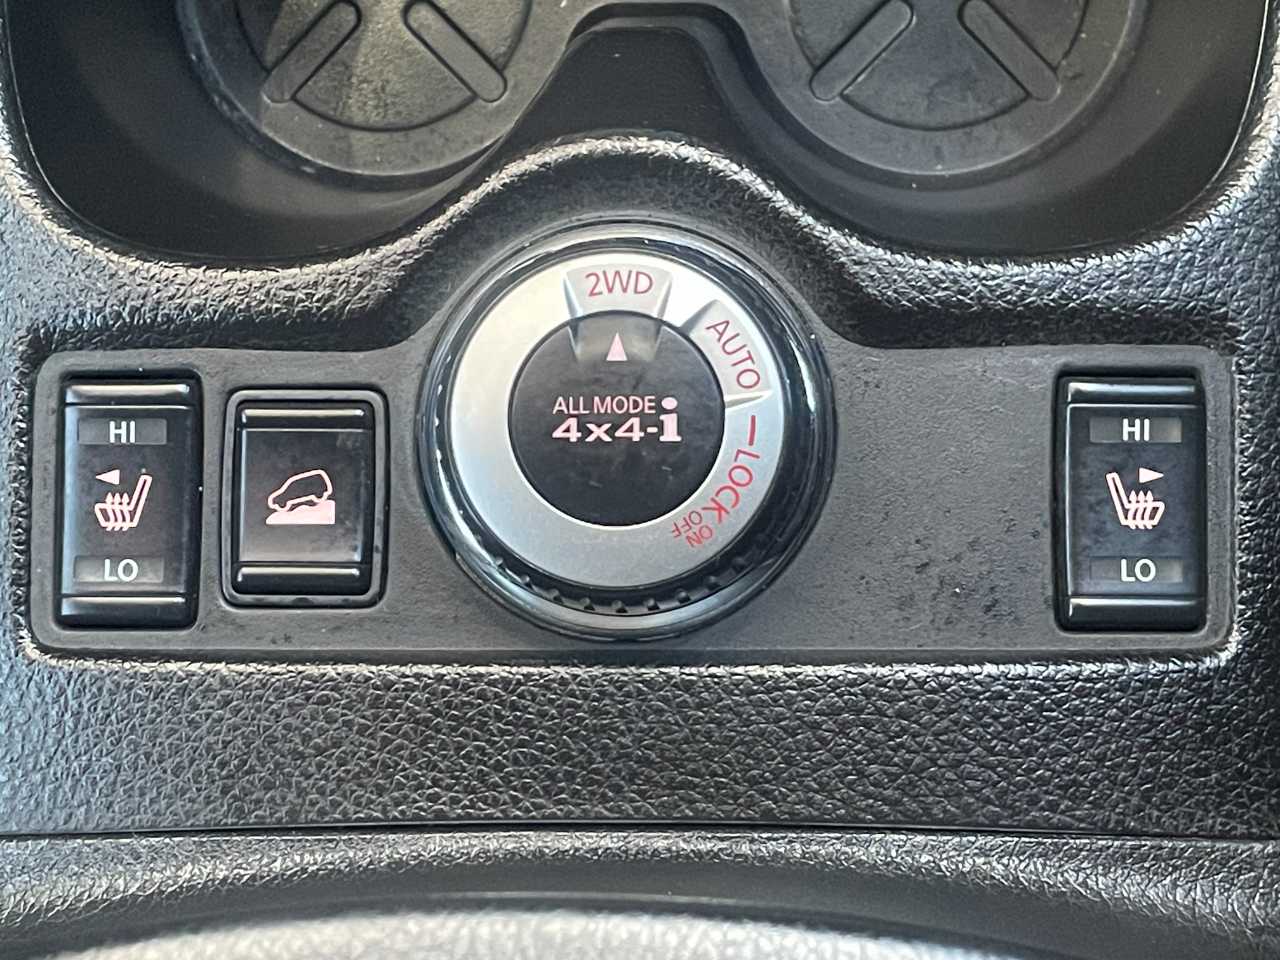 2WD
AUTO
LOCK
ON
OFF
ALL MODE
4x4-i
HI
LO
HI
LO